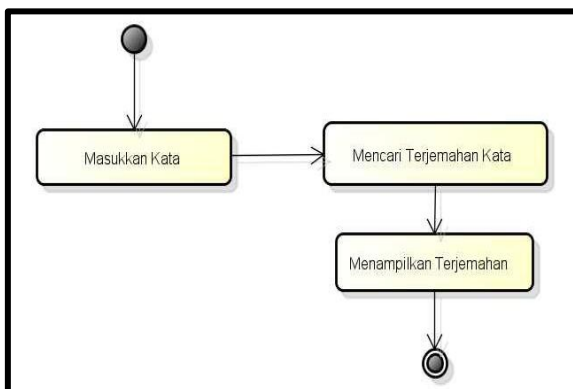 Masukkan Kata
Mencari Terjemahan Kata
Menampilkan Terjemahan